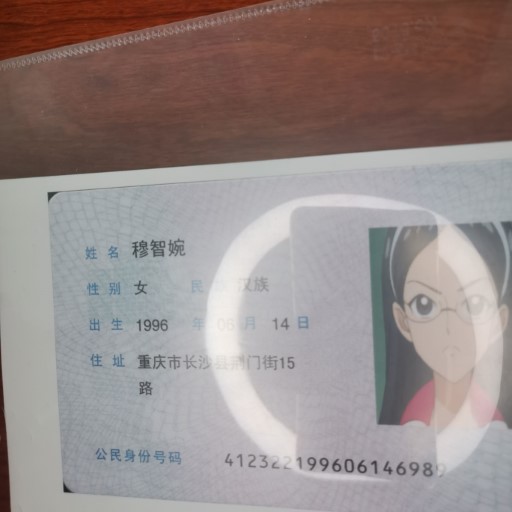 姓名 穆智婉
性别 女 民族 汉族
出生 1996 年 06 月 14 日
住址 重庆市长沙县荆门街15
路
公民身份号码 412322199606146989